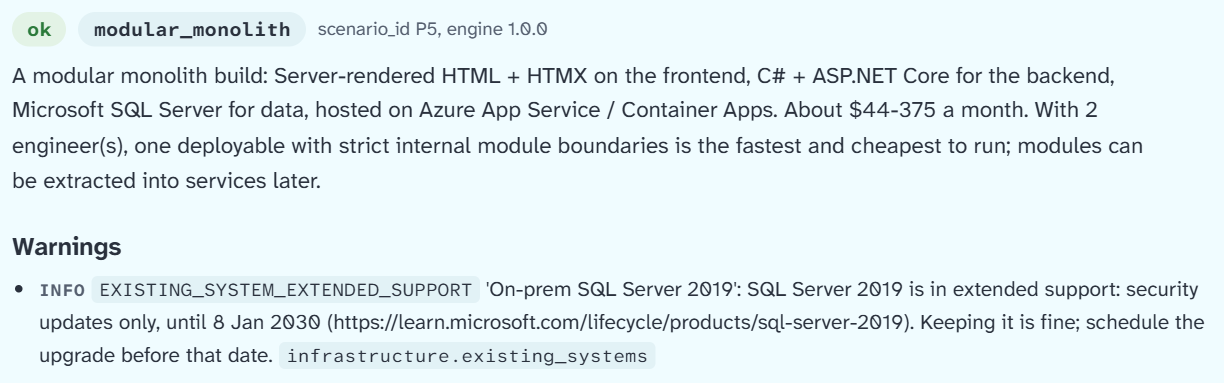 ok modular_monolith scenario_id P5, engine 1.0.0
A modular monolith build: Server-rendered HTML + HTMX on the frontend, C# + ASP.NET Core for the backend,
Microsoft SQL Server for data, hosted on Azure App Service / Container Apps. About $44-375 a month. With 2
engineer(s), one deployable with strict internal module boundaries is the fastest and cheapest to run; modules can
be extracted into services later.
Warnings
• INFO EXISTING_SYSTEM_EXTENDED_SUPPORT 'On-prem SQL Server 2019': SQL Server 2019 is in extended support: security
updates only, until 8 Jan 2030 (https://learn.microsoft.com/lifecycle/products/sql-server-2019). Keeping it is fine; schedule the
upgrade before that date. infrastructure.existing_systems